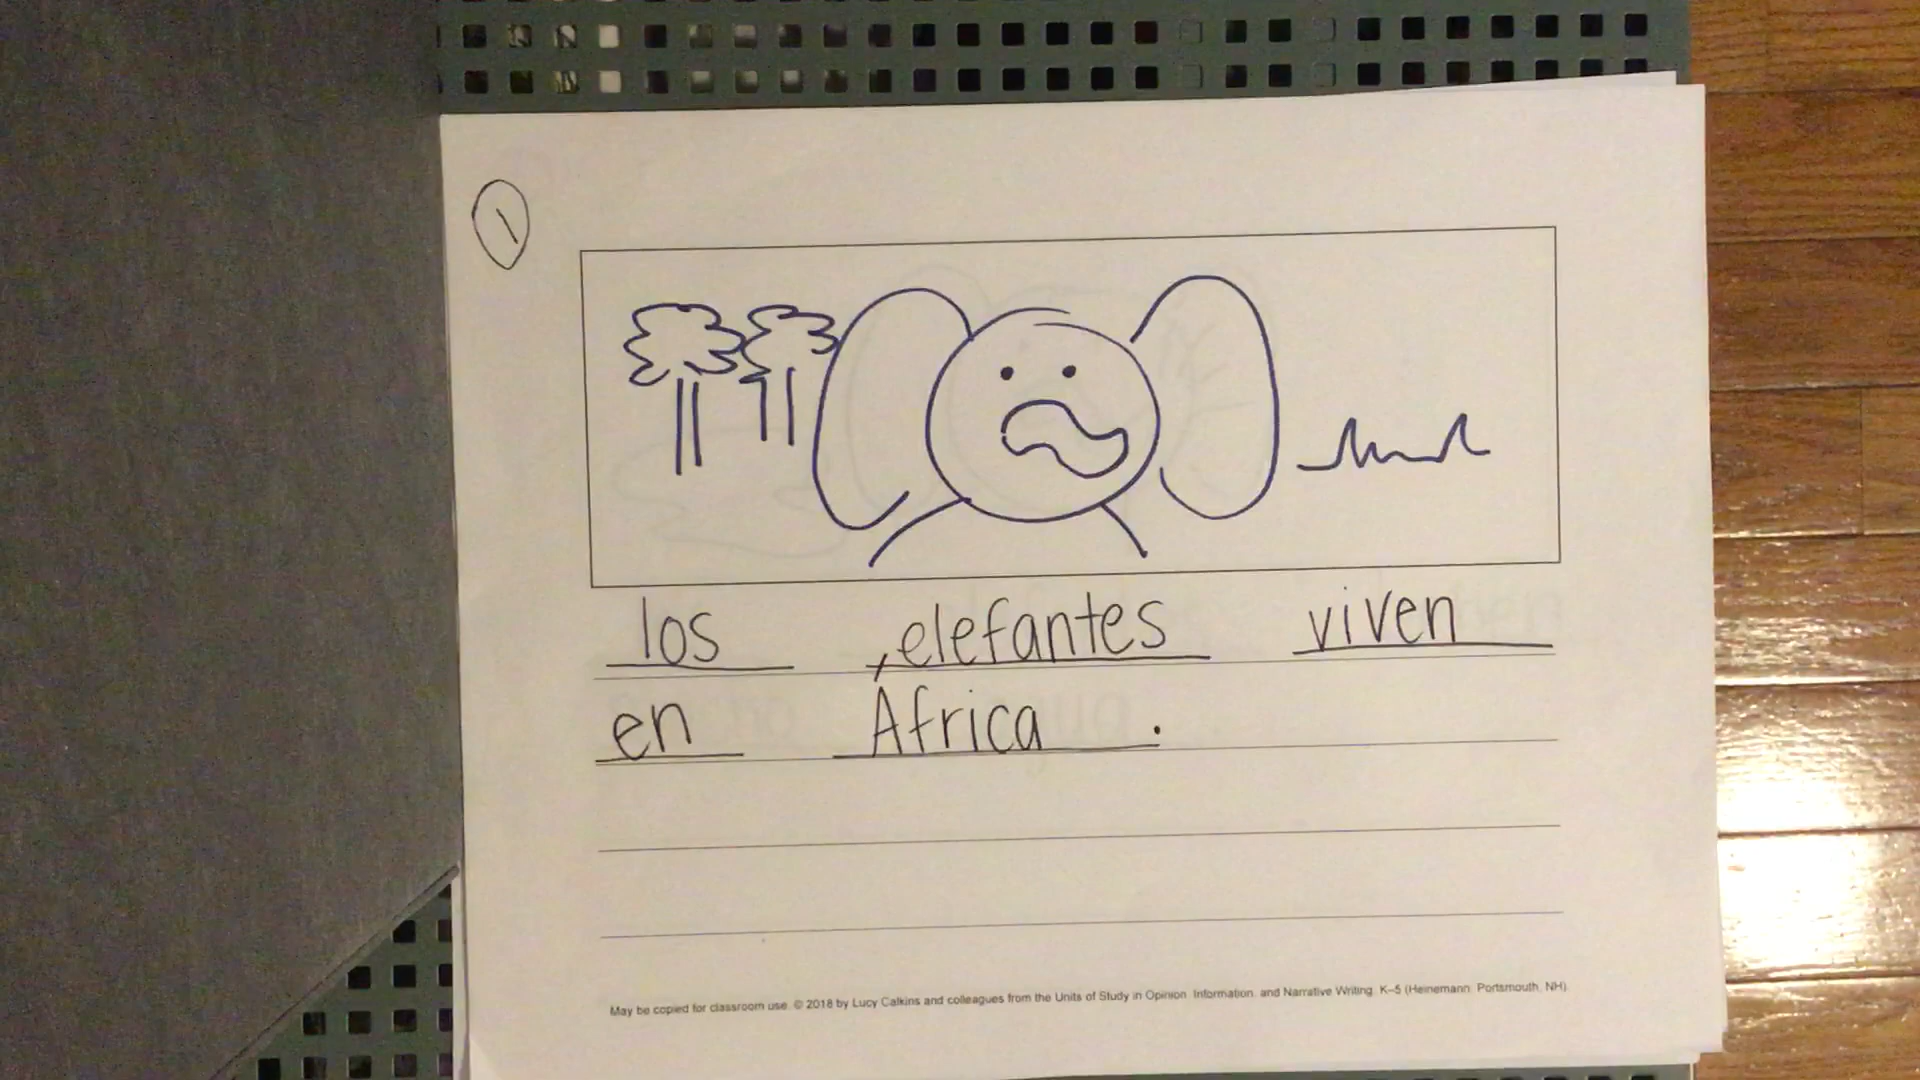 1
los elefantes viven
en África.
May be copied for classroom use. © 2018 by Lucy Calkins and colleagues from the Units of Study in Opinion, Information, and Narrative Writing, K–5 (Heinemann: Portsmouth, NH).